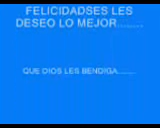 FELICIDADSES LES
DESEO LO MEJOR........
QUE DIOS LES BENDIGA.......